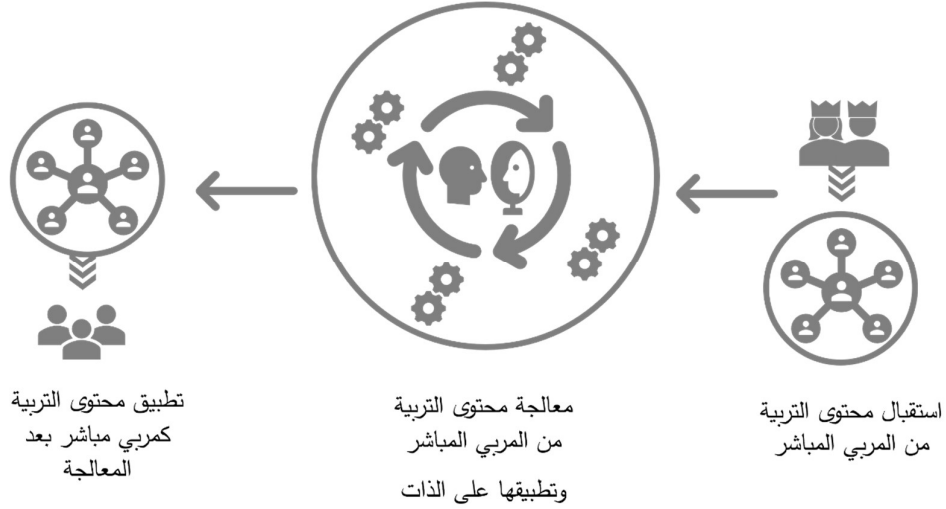 استقبال محتوى التربية
من المربي المباشر
معالجة محتوى التربية
من المربي المباشر
وتطبيقها على الذات
تطبيق محتوى التربية
كمربي مباشر بعد
المعالجة